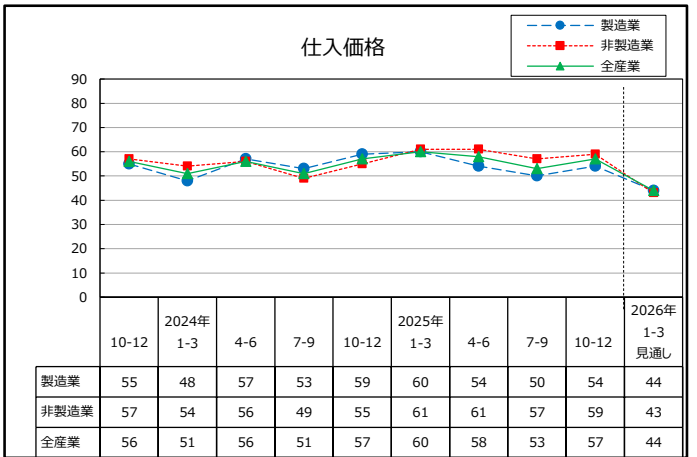 仕入価格
製造業
非製造業
全産業
90
80
70
60
50
40
30
20
10
0
10-12 2024年 1-3 4-6 7-9 10-12 2025年 1-3 4-6 7-9 10-12 2026年 1-3 見通し
製造業 55 48 57 53 59 60 54 50 54 44
非製造業 57 54 56 49 55 61 61 57 59 43
全産業 56 51 56 51 57 60 58 53 57 44